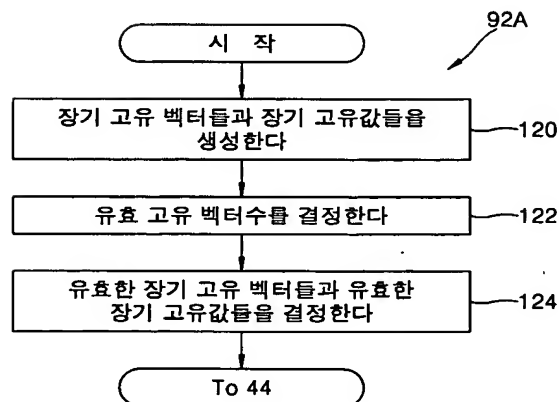 92A
시 작
장기 고유 벡터들과 장기 고유값들을
생성한다
120
유효 고유 벡터수를 결정한다
122
유효한 장기 고유 벡터들과 유효한
장기 고유값들을 결정한다
124
To 44